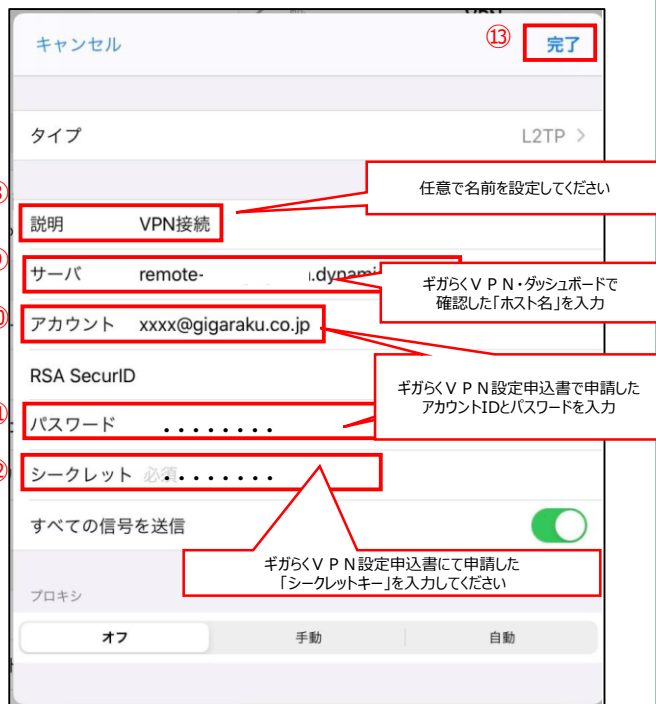 VPN
キャンセル
⑬
完了
タイプ
L2TP >
任意で名前を設定してください
説明
VPN接続
サーバ
remote-
.dynami
ギガらくVPN・ダッシュボードで
確認した「ホスト名」を入力
アカウント
xxxx@gigaraku.co.jp
RSA SecurID
ギガらくVPN設定申込書で申請した
アカウントIDとパスワードを入力
パスワード
........
シークレット
必須........
すべての信号を送信
ギガらくVPN設定申込書にて申請した
「シークレットキー」を入力してください
プロキシ
オフ
手動
自動